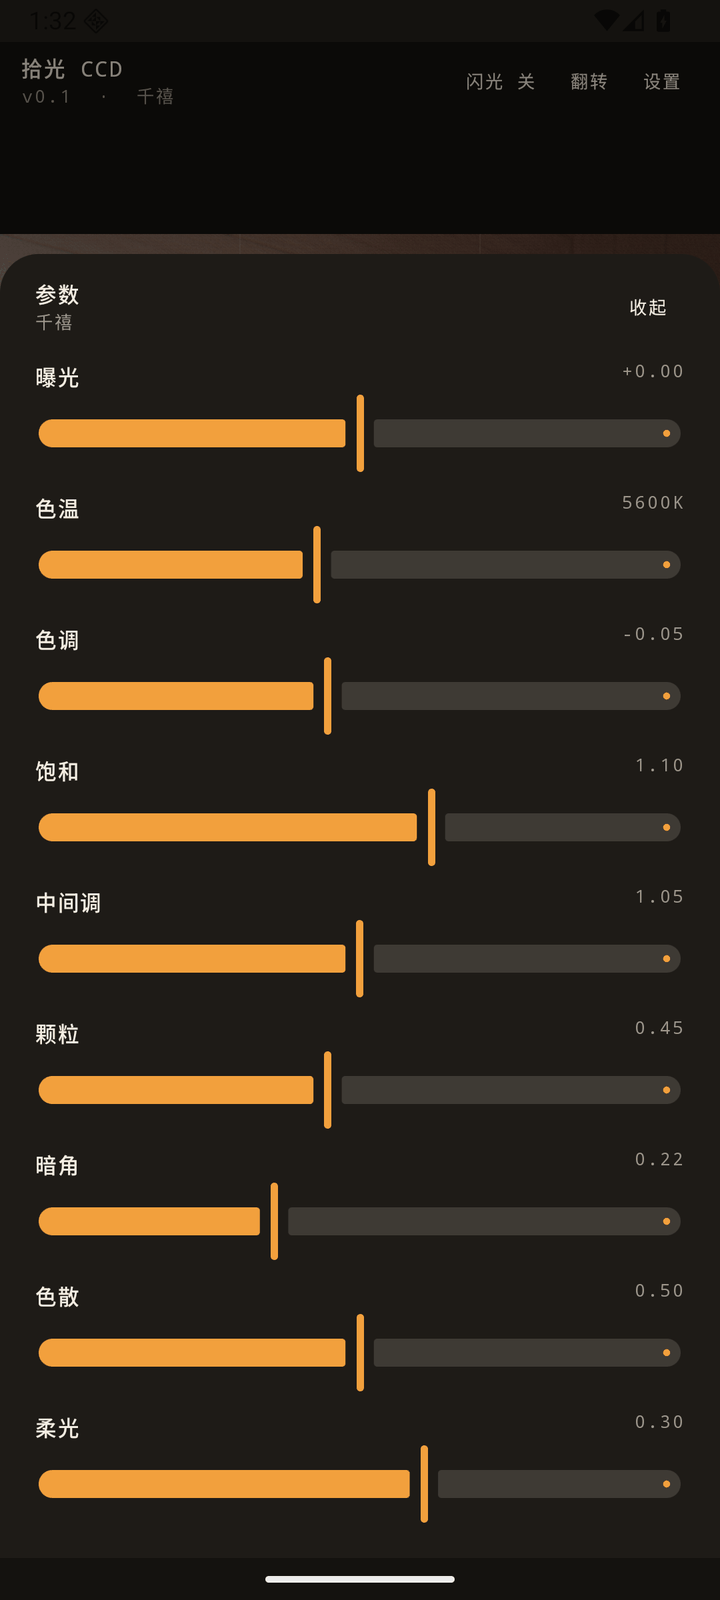 1:32
拾光 CCD
v0.1 · 千禧
闪光 关 翻转 设置
参数
千禧
收起
曝光 +0.00
色温 5600K
色调 -0.05
饱和 1.10
中间调 1.05
颗粒 0.45
暗角 0.22
色散 0.50
柔光 0.30